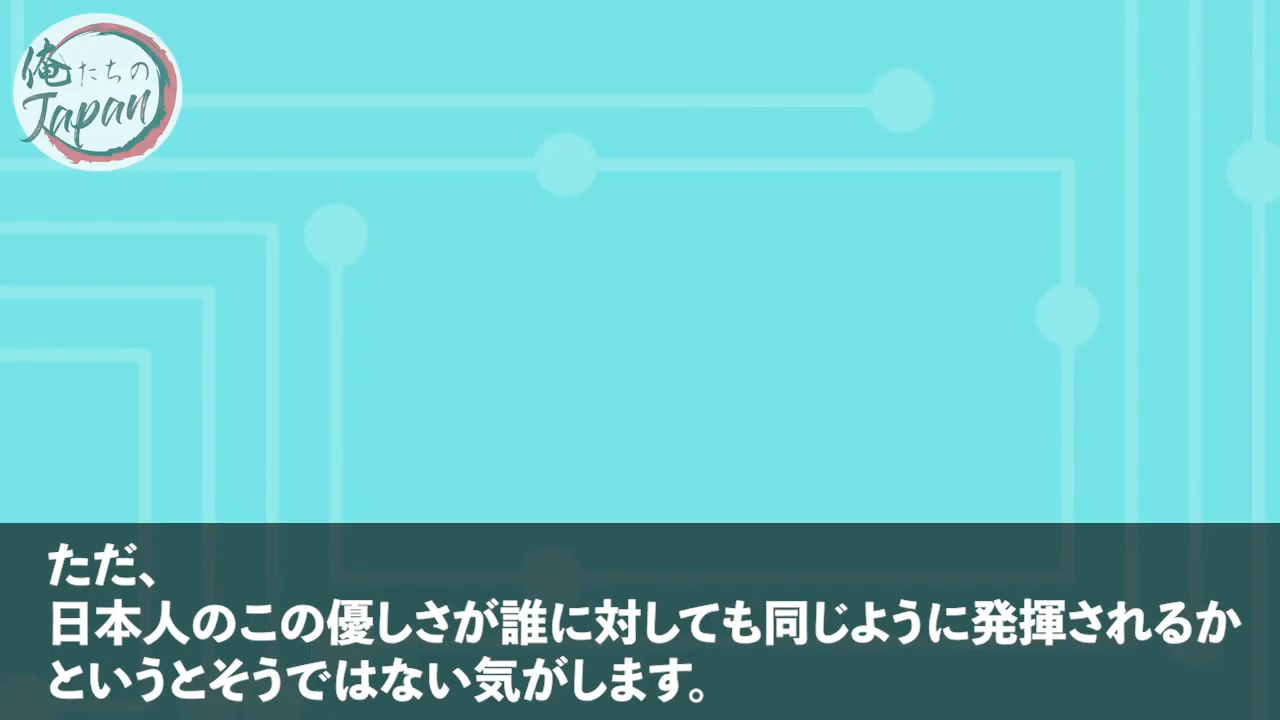 俺たちの
Japan
ただ、
日本人のこの優しさが誰に対しても同じように発揮されるか
というとそうではない気がします。